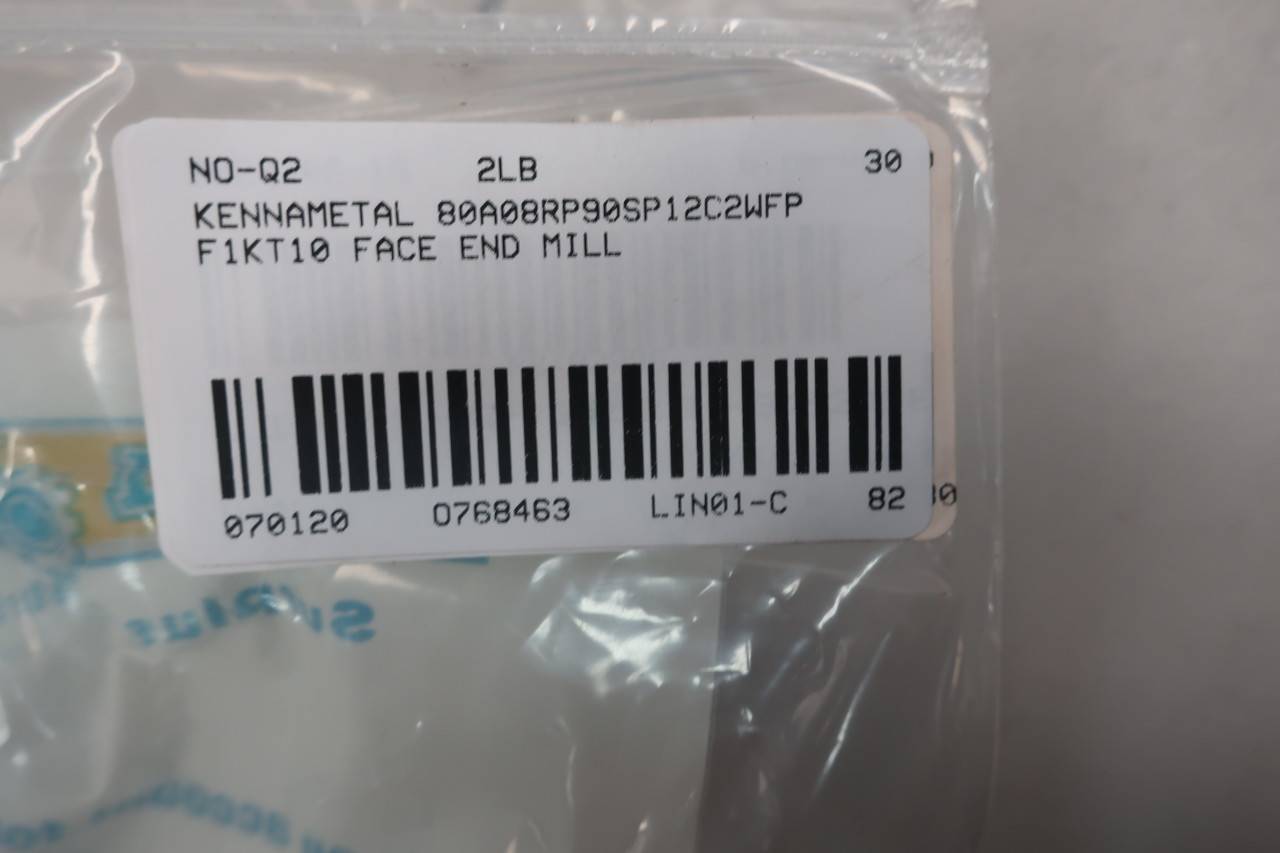 NO-Q2 2LB 30
KENNAMETAL 80A08RP90SP12C2WFP
F1KT10 FACE END MILL
070120 0768463 LIN01-C 82